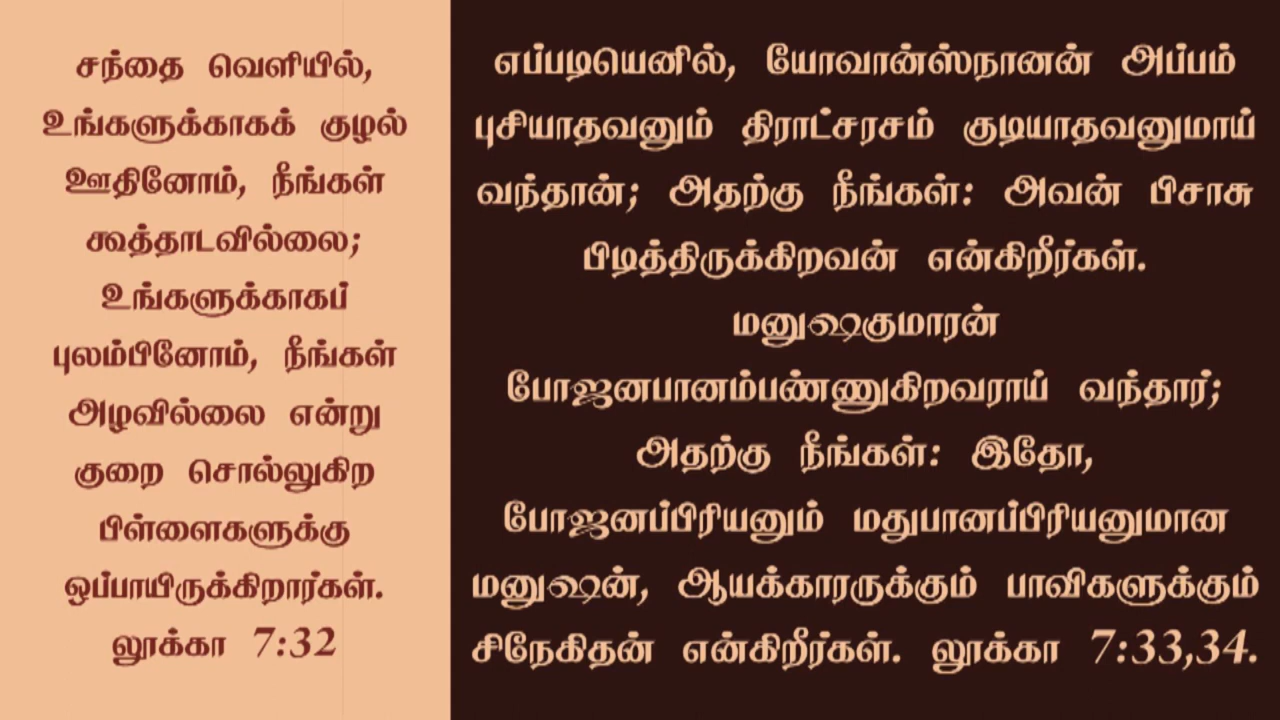 சந்தை வெளியில்,
உங்களுக்காகக் குழல்
ஊதினோம், நீங்கள்
கூத்தாடவில்லை;
உங்களுக்காகப்
புலம்பினோம், நீங்கள்
அழவில்லை என்று
குறை சொல்லுகிற
பிள்ளைகளுக்கு
ஒப்பாயிருக்கிறார்கள்.
லூக்கா 7:32
எப்படியெனில், யோவான்ஸ்நானன் அப்பம்
புசியாதவனும் திராட்சரசம் குடியாதவனுமாய்
வந்தான்; அதற்கு நீங்கள்: அவன் பிசாசு
பிடித்திருக்கிறவன் என்கிறீர்கள்.
மனுஷகுமாரன்
போஜனபானம்பண்ணுகிறவராய் வந்தார்;
அதற்கு நீங்கள்: இதோ,
போஜனப்பிரியனும் மதுபானப்பிரியனுமான
மனுஷன், ஆயக்காரருக்கும் பாவிகளுக்கும்
சிநேகிதன் என்கிறீர்கள். லூக்கா 7:33,34.